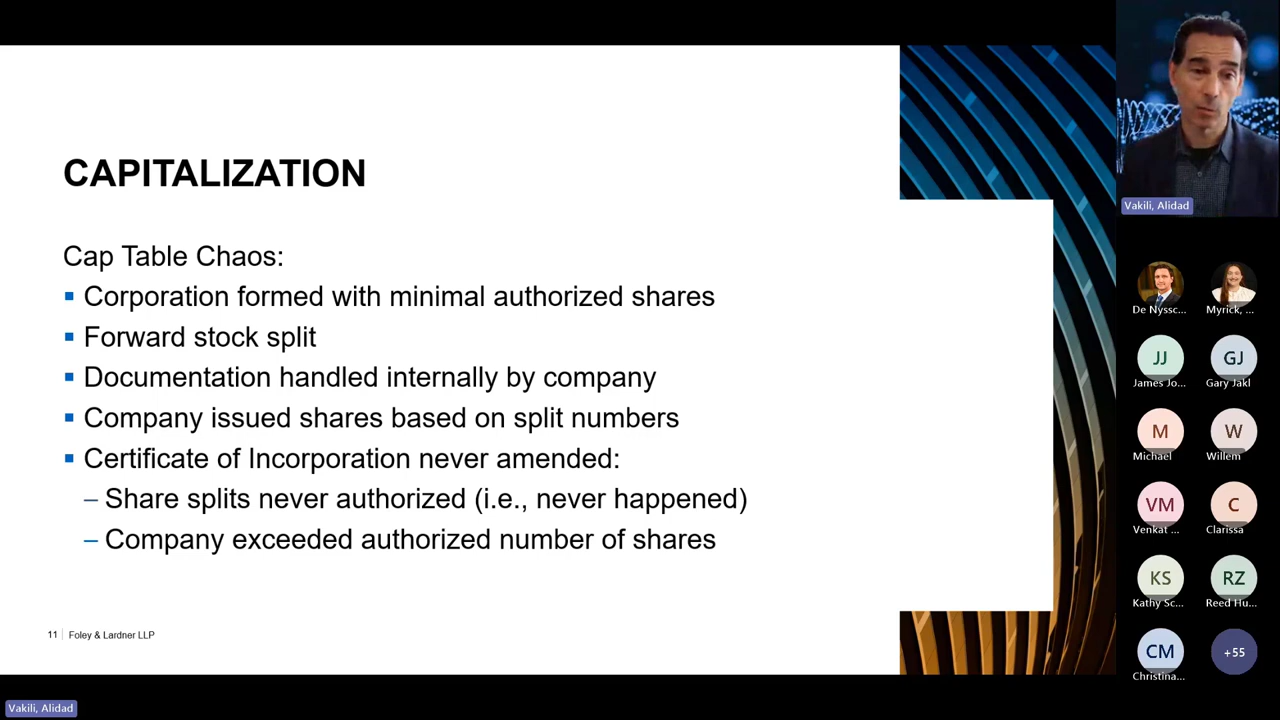 CAPITALIZATION
Cap Table Chaos:
▪ Corporation formed with minimal authorized shares
▪ Forward stock split
▪ Documentation handled internally by company
▪ Company issued shares based on split numbers
▪ Certificate of Incorporation never amended:
– Share splits never authorized (i.e., never happened)
– Company exceeded authorized number of shares
11 | Foley & Lardner LLP
Vakili, Alidad
De Nyssc...
Myrick, ...
JJ
GJ
James Jo...
Gary Jakl
M
W
Michael
Willem
VM
C
Venkat ...
Clarissa
KS
RZ
Kathy Sc...
Reed Hu...
CM
+55
Christina...
Vakili, Alidad